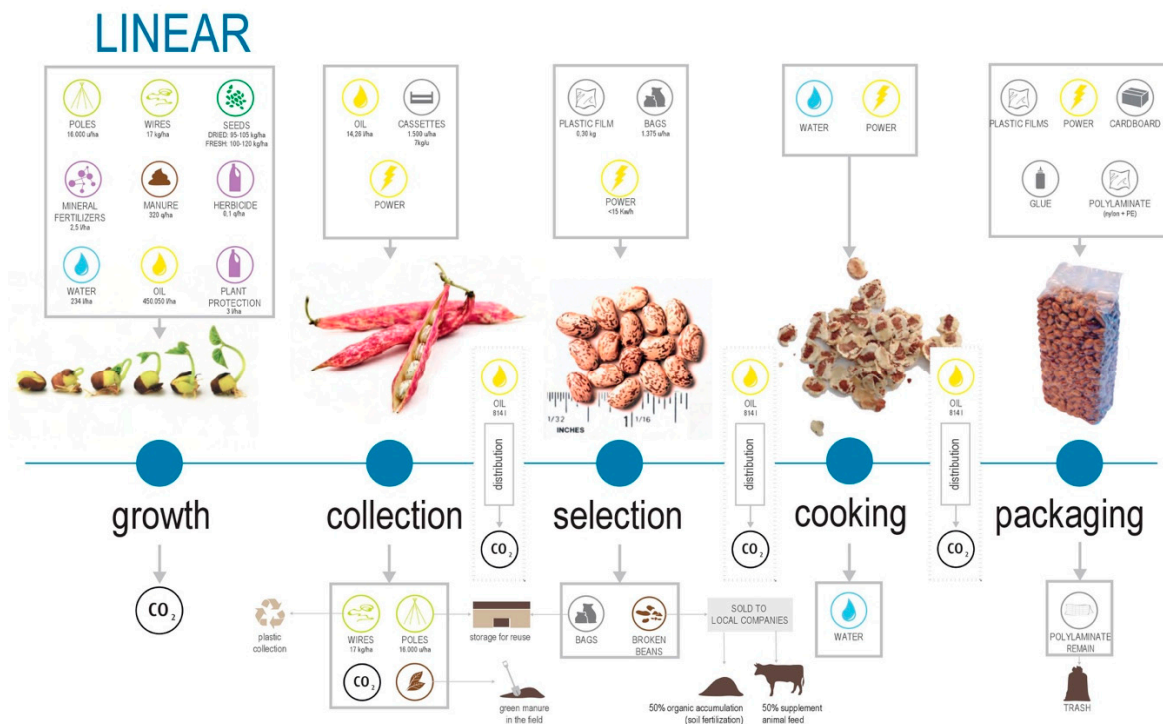 LINEAR
POLES
16.000 u/ha
WIRES
17 kg/ha
SEEDS
DRIED: 95-105 kg/ha
FRESH: 100-120 kg/ha
MINERAL
FERTILIZERS
2,5 l/ha
MANURE
320 q/ha
HERBICIDE
0,1 q/ha
WATER
234 l/ha
OIL
450.050 l/ha
PLANT
PROTECTION
3 l/ha
OIL
14,28 l/ha
CASSETTES
1.500 u/ha
7kg/u
POWER
PLASTIC FILM
0,30 kg
BAGS
1.375 u/ha
POWER
<15 Kw/h
WATER
POWER
PLASTIC FILMS
POWER
CARDBOARD
GLUE
POLYLAMINATE
(nylon + PE)
OIL
814 l
distribution
CO2
1/32
1
1/16
INCHES
OIL
814 l
distribution
CO2
OIL
814 l
distribution
CO2
growth
collection
selection
cooking
packaging
CO2
plastic
collection
WIRES
17 kg/ha
POLES
16.000 u/ha
CO2
storage for reuse
green manure
in the field
BAGS
BROKEN
BEANS
SOLD TO
LOCAL COMPANIES
50% organic accumulation
(soil fertilization)
50% supplement
animal feed
WATER
POLYLAMINATE
REMAIN
TRASH